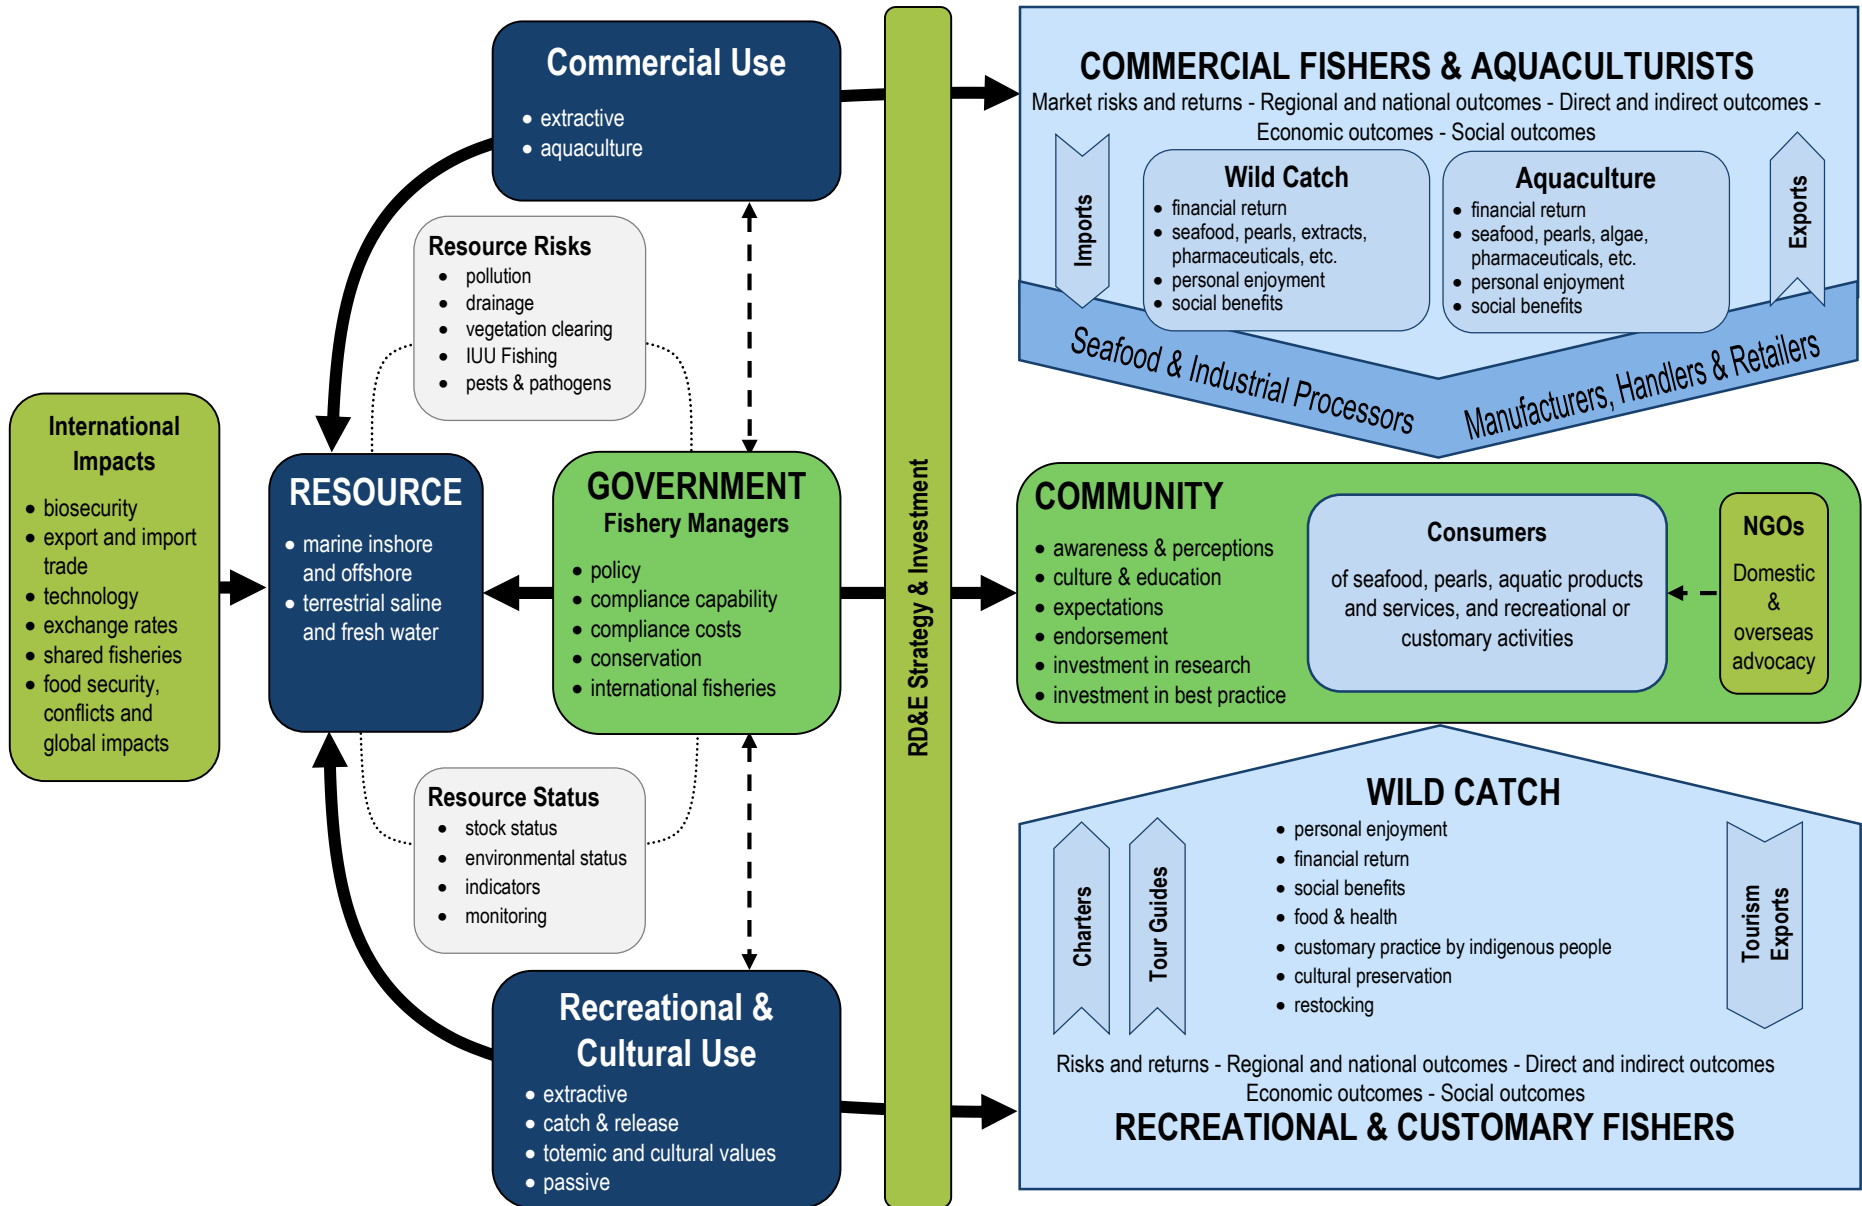 Commercial Use
• extractive
• aquaculture
Resource Risks
• pollution
• drainage
• vegetation clearing
• IUU Fishing
• pests & pathogens
International
Impacts
• biosecurity
• export and import
trade
• technology
• exchange rates
• shared fisheries
• food security,
conflicts and
global impacts
RESOURCE
• marine inshore
and offshore
• terrestrial saline
and fresh water
GOVERNMENT
Fishery Managers
• policy
• compliance capability
• compliance costs
• conservation
• international fisheries
Resource Status
• stock status
• environmental status
• indicators
• monitoring
Recreational &
Cultural Use
• extractive
• catch & release
• totemic and cultural values
• passive
RD&E Strategy & Investment
COMMERCIAL FISHERS & AQUACULTURISTS
Market risks and returns - Regional and national outcomes - Direct and indirect outcomes -
Economic outcomes - Social outcomes
Imports
Wild Catch
• financial return
• seafood, pearls, extracts,
pharmaceuticals, etc.
• personal enjoyment
• social benefits
Aquaculture
• financial return
• seafood, pearls, algae,
pharmaceuticals, etc.
• personal enjoyment
• social benefits
Exports
Seafood & Industrial Processors
Manufacturers, Handlers & Retailers
COMMUNITY
• awareness & perceptions
• culture & education
• expectations
• endorsement
• investment in research
• investment in best practice
Consumers
of seafood, pearls, aquatic products
and services, and recreational or
customary activities
NGOs
Domestic
&
overseas
advocacy
WILD CATCH
• personal enjoyment
• financial return
• social benefits
• food & health
• customary practice by indigenous people
• cultural preservation
• restocking
Charters
Tour Guides
Tourism
Exports
Risks and returns - Regional and national outcomes - Direct and indirect outcomes
Economic outcomes - Social outcomes
RECREATIONAL & CUSTOMARY FISHERS